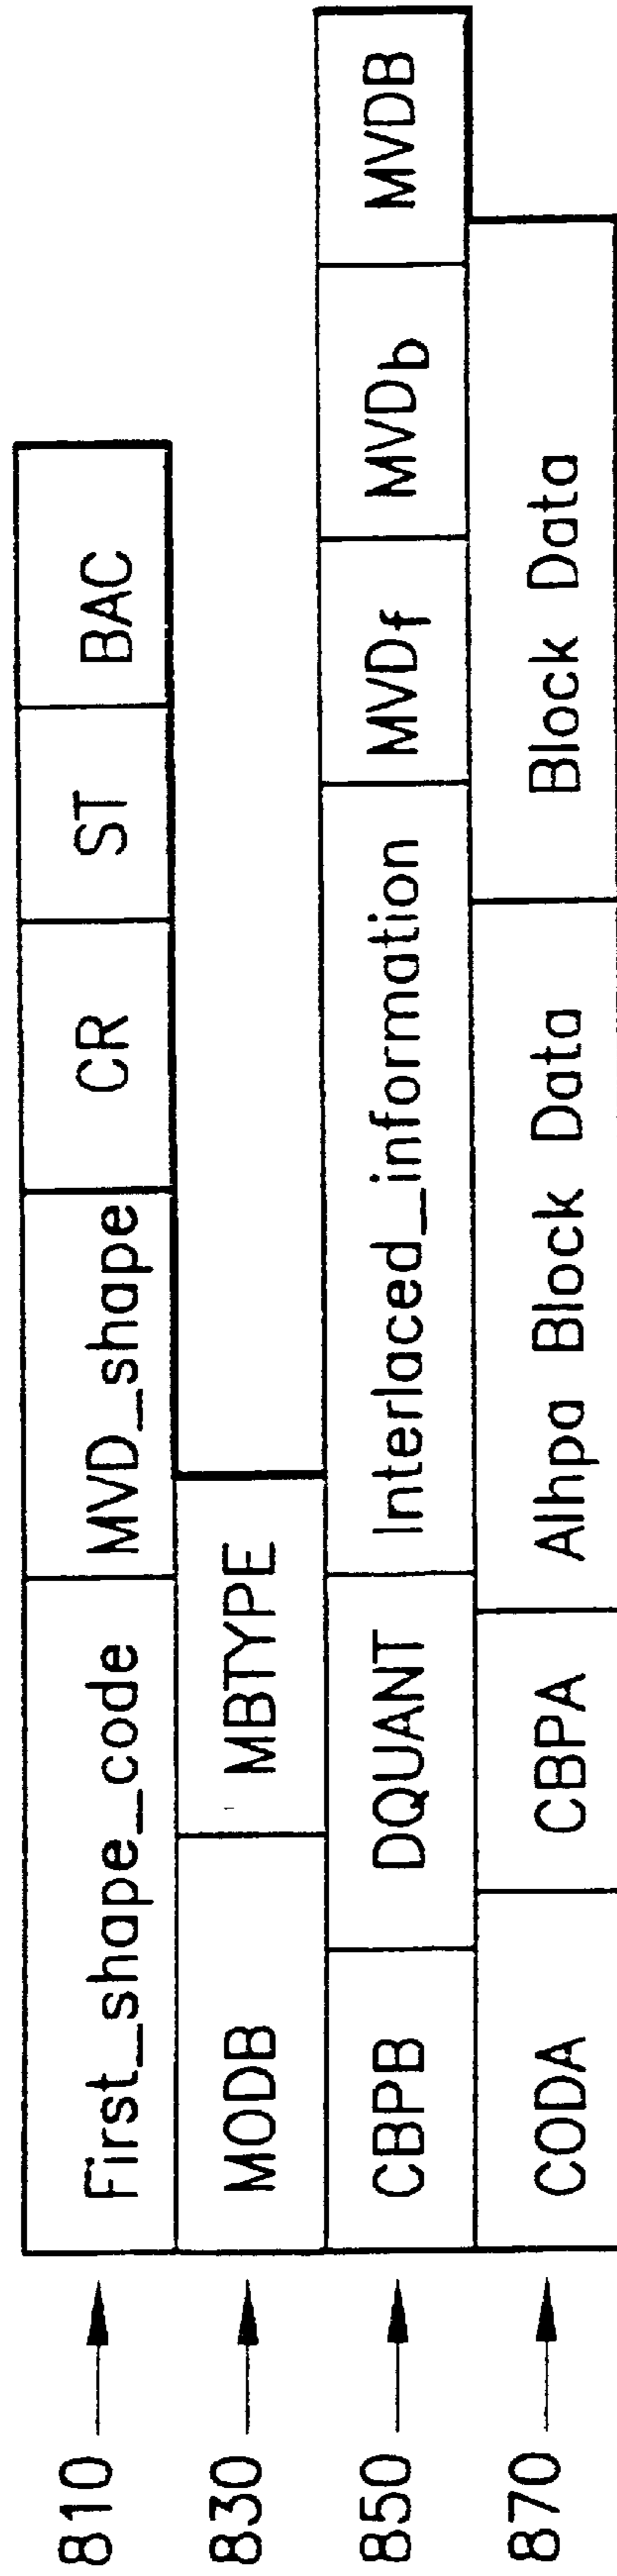 810 First_shape_code MVD_shape CR ST BAC
830 MODB MBTYPE
850 CBPB DQUANT Interlaced_information MVDf MVDb MVDB
870 CODA CBPA Alhpa Block Data Block Data